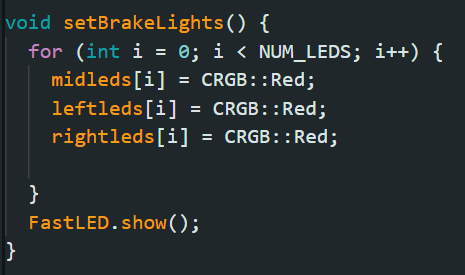 void setBrakeLights() {
  for (int i = 0; i < NUM_LEDS; i++) {
    midleds[i] = CRGB::Red;
    leftleds[i] = CRGB::Red;
    rightleds[i] = CRGB::Red;

  }
  FastLED.show();
}